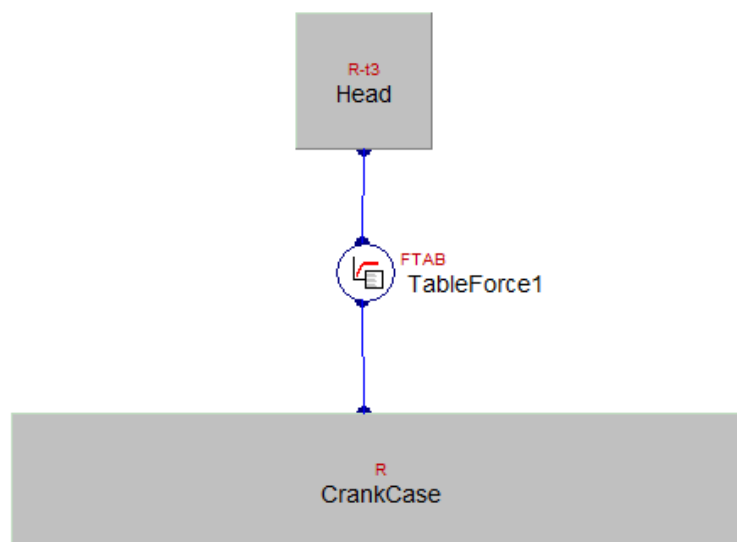 R-t3
Head
FTAB
TableForce1
R
CrankCase